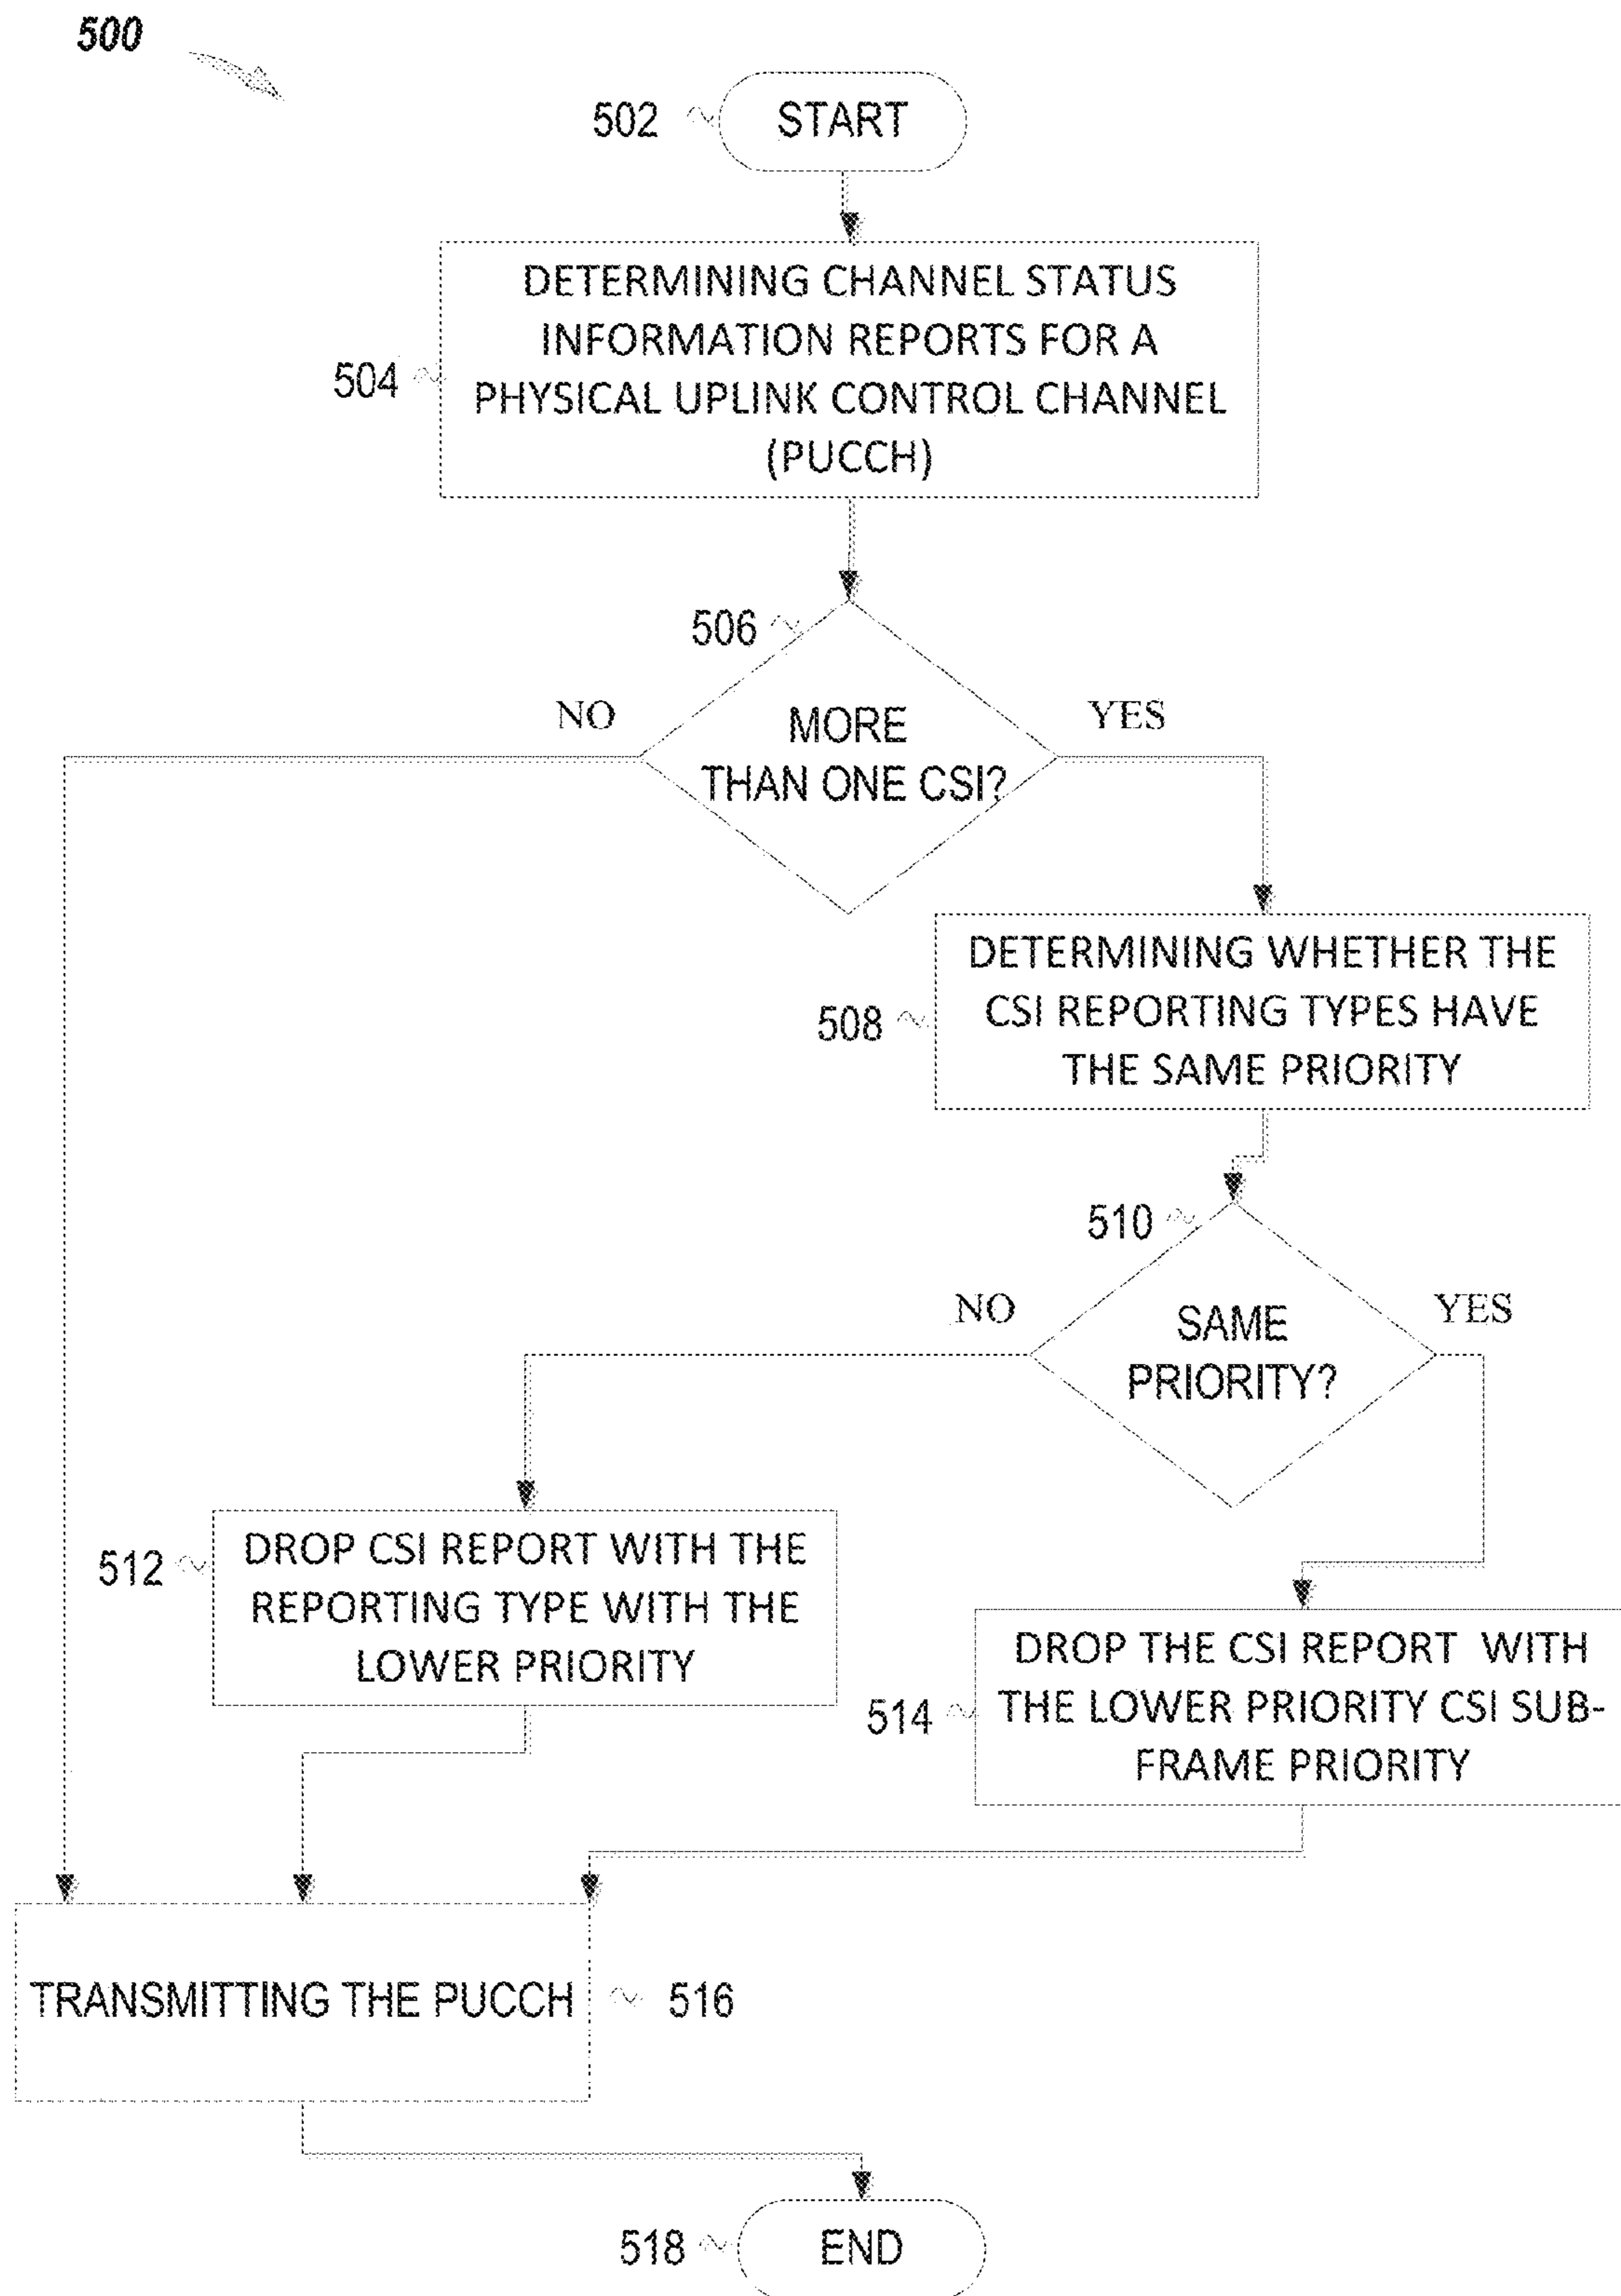 500
502
START
DETERMINING CHANNEL STATUS
INFORMATION REPORTS FOR A
504
PHYSICAL UPLINK CONTROL CHANNEL
(PUCCH)
506
NO
YES
MORE
THAN ONE CSI?
DETERMINING WHETHER THE
508
CSI REPORTING TYPES HAVE
THE SAME PRIORITY
510
NO
YES
SAME
PRIORITY?
512
DROP CSI REPORT WITH THE
REPORTING TYPE WITH THE
LOWER PRIORITY
514
DROP THE CSI REPORT WITH
THE LOWER PRIORITY CSI SUB-
FRAME PRIORITY
TRANSMITTING THE PUCCH
516
518
END